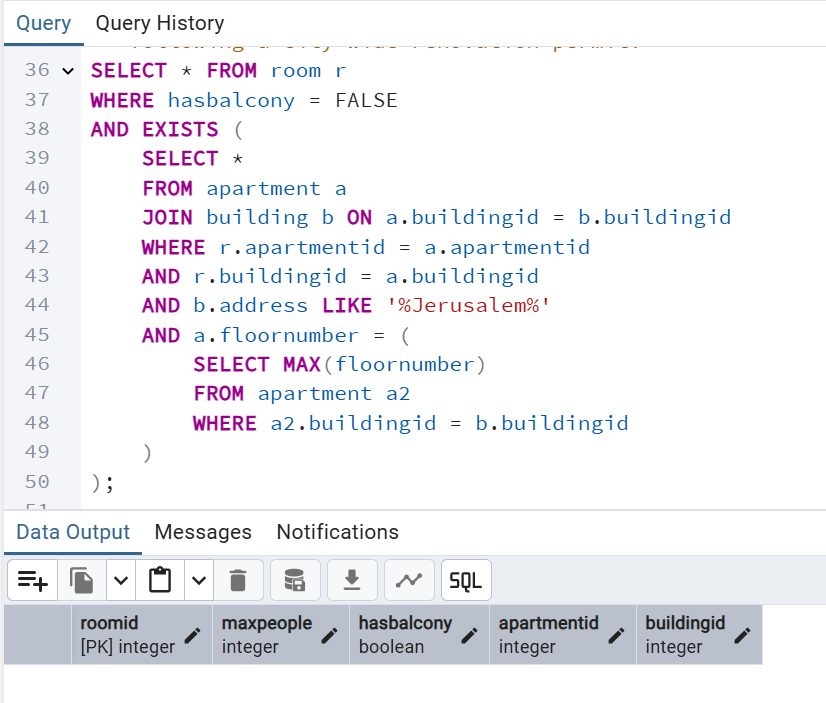 Query Query History
36 SELECT * FROM room r
37 WHERE hasbalcony = FALSE
38 AND EXISTS (
39 SELECT *
40 FROM apartment a
41 JOIN building b ON a.buildingid = b.buildingid
42 WHERE r.apartmentid = a.apartmentid
43 AND r.buildingid = a.buildingid
44 AND b.address LIKE '%Jerusalem%'
45 AND a.floornumber = (
46 SELECT MAX(floornumber)
47 FROM apartment a2
48 WHERE a2.buildingid = b.buildingid
49 )
50 );
Data Output Messages Notifications
SQL
roomid maxpeople hasbalcony apartmentid buildingid
[PK] integer integer boolean integer integer